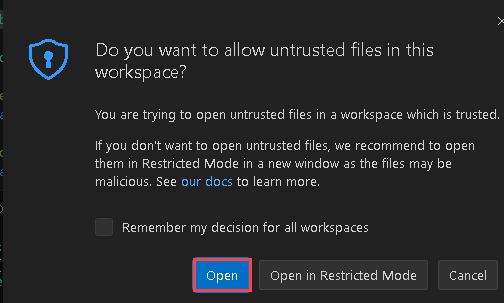 Do you want to allow untrusted files in this
workspace?
You are trying to open untrusted files in a workspace which is trusted.
If you don't want to open untrusted files, we recommend to open
them in Restricted Mode in a new window as the files may be
malicious. See our docs to learn more.
Remember my decision for all workspaces
Open
Open in Restricted Mode
Cancel